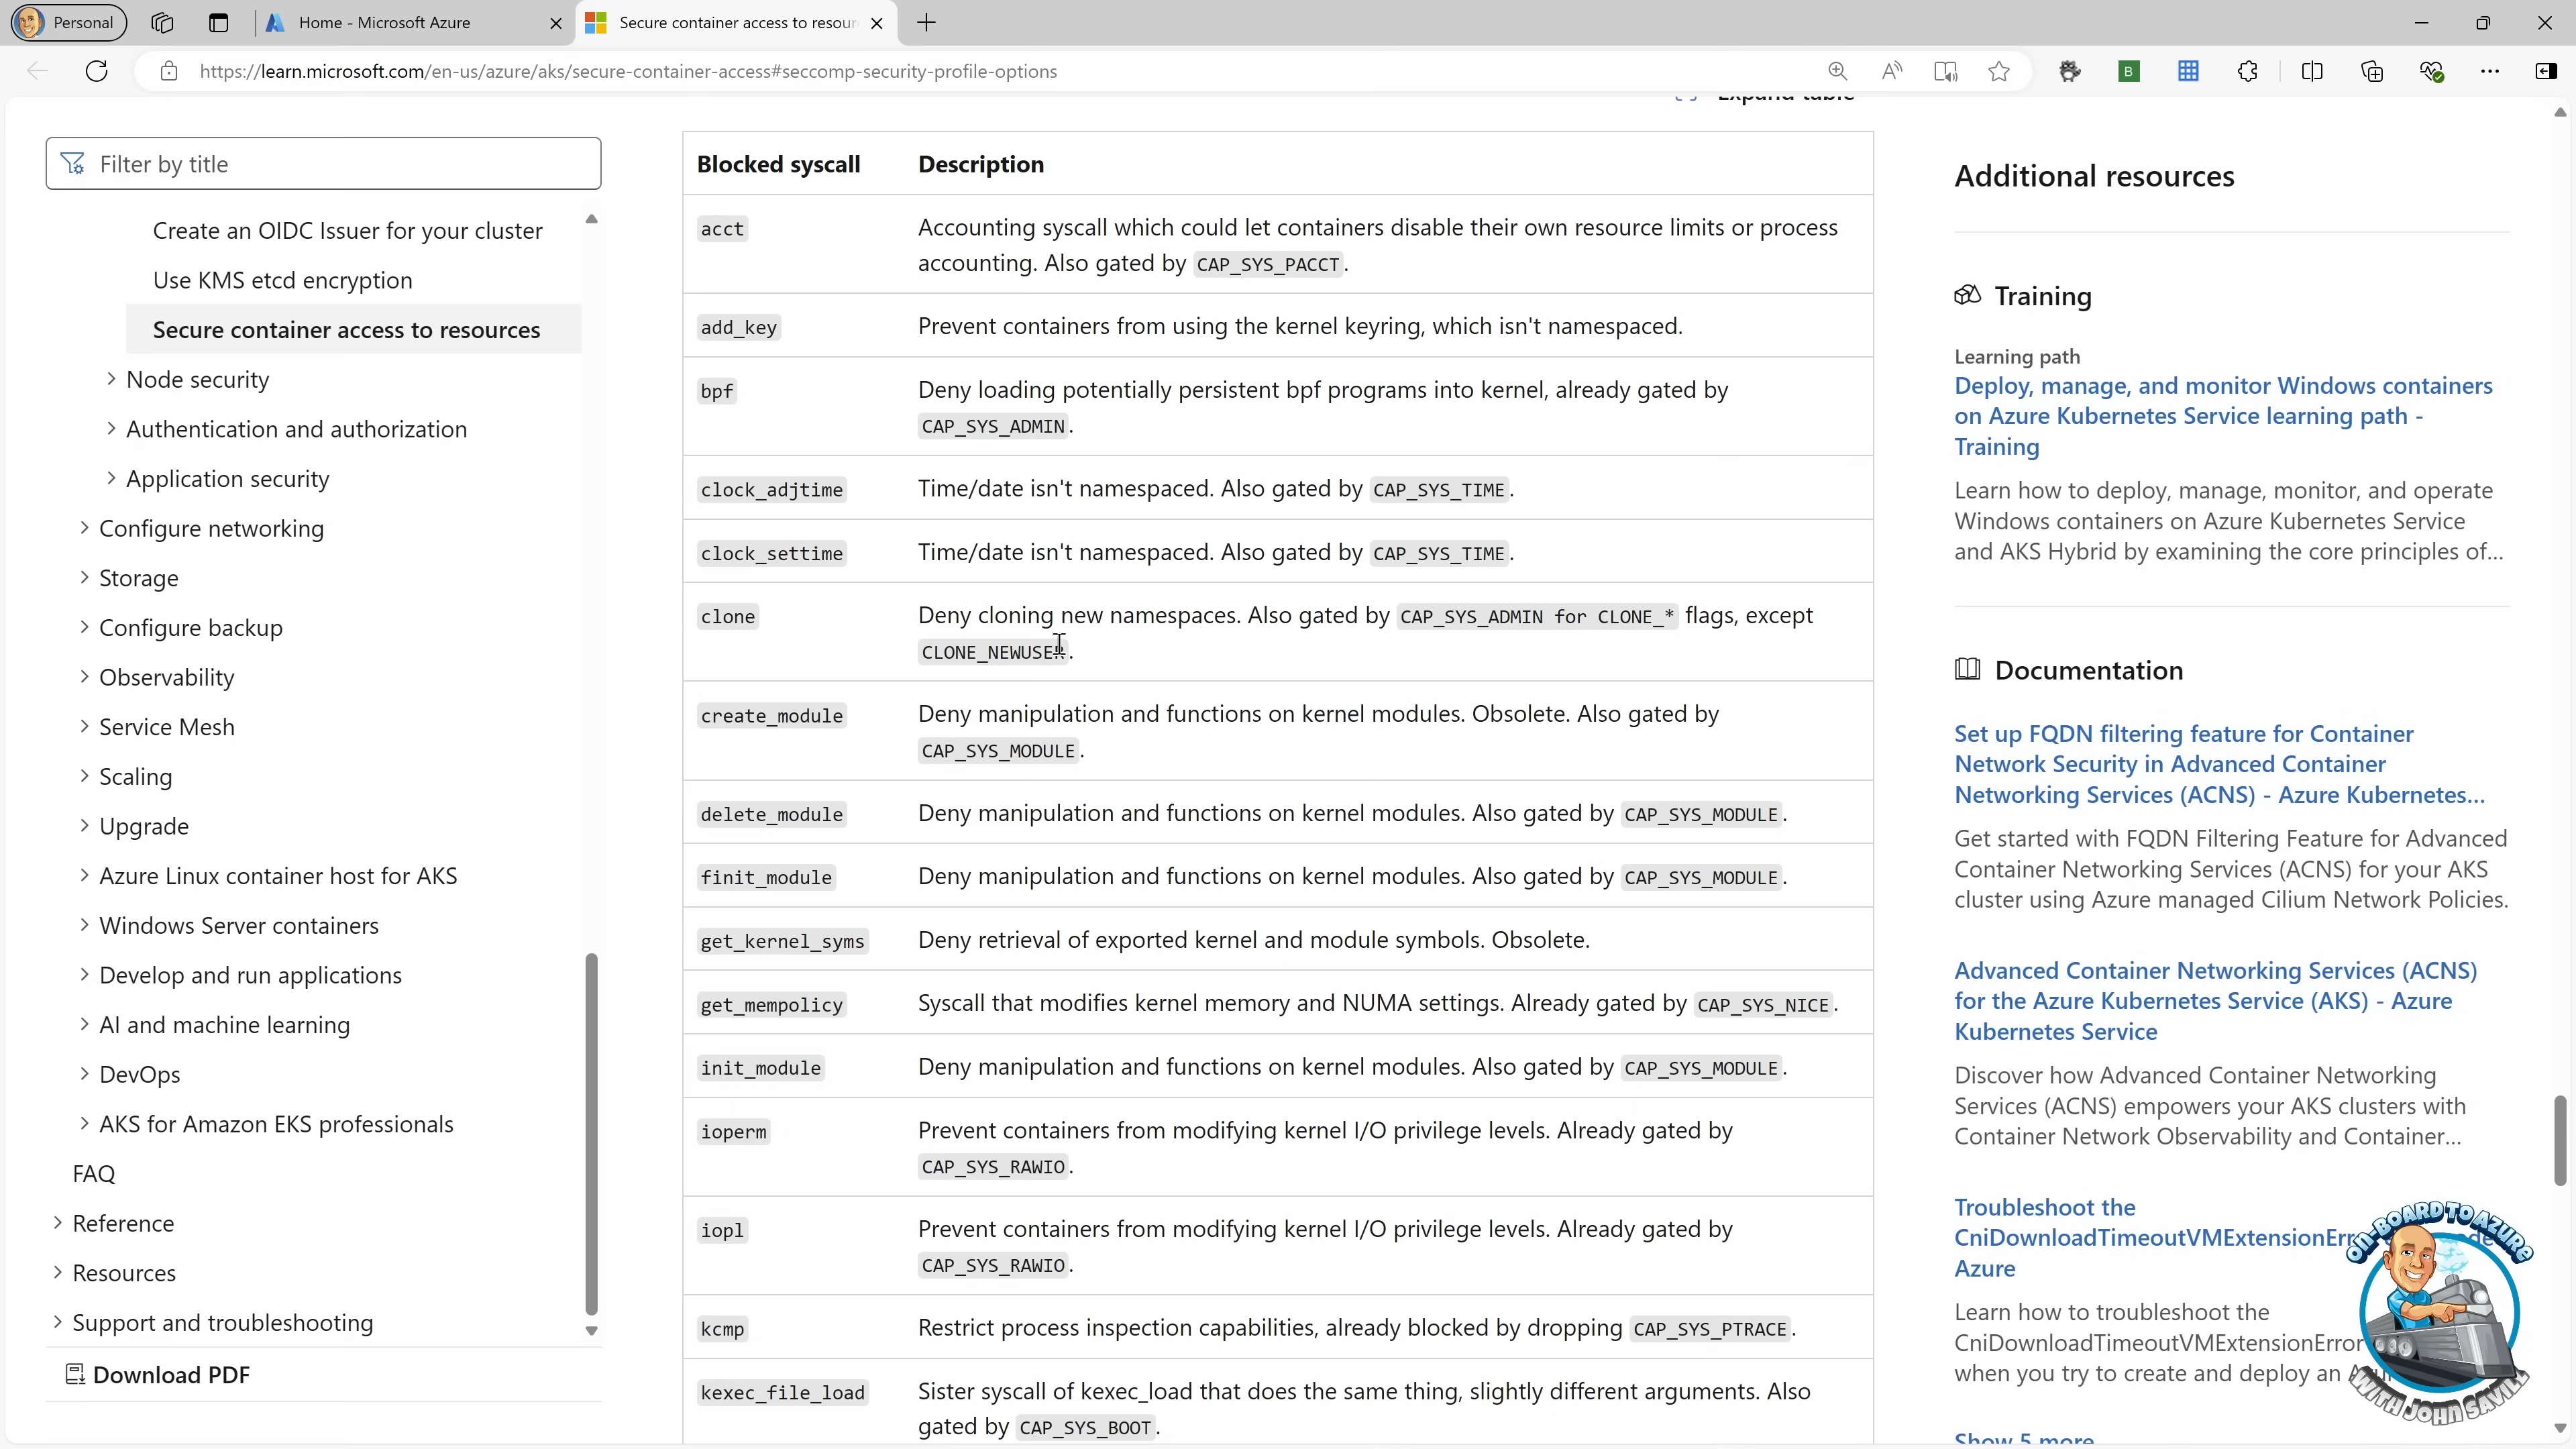 Personal
Home - Microsoft Azure
Secure container access to resour
https://learn.microsoft.com/en-us/azure/aks/secure-container-access#seccomp-security-profile-options
Expand table
Filter by title
Create an OIDC Issuer for your cluster
Use KMS etcd encryption
Secure container access to resources
Node security
Authentication and authorization
Application security
Configure networking
Storage
Configure backup
Observability
Service Mesh
Scaling
Upgrade
Azure Linux container host for AKS
Windows Server containers
Develop and run applications
AI and machine learning
DevOps
AKS for Amazon EKS professionals
FAQ
Reference
Resources
Support and troubleshooting
Download PDF
Blocked syscall Description
acct Accounting syscall which could let containers disable their own resource limits or process
accounting. Also gated by CAP_SYS_PACCT.
add_key Prevent containers from using the kernel keyring, which isn't namespaced.
bpf Deny loading potentially persistent bpf programs into kernel, already gated by
CAP_SYS_ADMIN.
clock_adjtime Time/date isn't namespaced. Also gated by CAP_SYS_TIME.
clock_settime Time/date isn't namespaced. Also gated by CAP_SYS_TIME.
clone Deny cloning new namespaces. Also gated by CAP_SYS_ADMIN for CLONE_* flags, except
CLONE_NEWUSER.
create_module Deny manipulation and functions on kernel modules. Obsolete. Also gated by
CAP_SYS_MODULE.
delete_module Deny manipulation and functions on kernel modules. Also gated by CAP_SYS_MODULE.
finit_module Deny manipulation and functions on kernel modules. Also gated by CAP_SYS_MODULE.
get_kernel_syms Deny retrieval of exported kernel and module symbols. Obsolete.
get_mempolicy Syscall that modifies kernel memory and NUMA settings. Already gated by CAP_SYS_NICE.
init_module Deny manipulation and functions on kernel modules. Also gated by CAP_SYS_MODULE.
ioperm Prevent containers from modifying kernel I/O privilege levels. Already gated by
CAP_SYS_RAWIO.
iopl Prevent containers from modifying kernel I/O privilege levels. Already gated by
CAP_SYS_RAWIO.
kcmp Restrict process inspection capabilities, already blocked by dropping CAP_SYS_PTRACE.
kexec_file_load Sister syscall of kexec_load that does the same thing, slightly different arguments. Also
gated by CAP_SYS_BOOT.
Additional resources
Training
Learning path
Deploy, manage, and monitor Windows containers
on Azure Kubernetes Service learning path -
Training
Learn how to deploy, manage, monitor, and operate
Windows containers on Azure Kubernetes Service
and AKS Hybrid by examining the core principles of...
Documentation
Set up FQDN filtering feature for Container
Network Security in Advanced Container
Networking Services (ACNS) - Azure Kubernetes...
Get started with FQDN Filtering Feature for Advanced
Container Networking Services (ACNS) for your AKS
cluster using Azure managed Cilium Network Policies.
Advanced Container Networking Services (ACNS)
for the Azure Kubernetes Service (AKS) - Azure
Kubernetes Service
Discover how Advanced Container Networking
Services (ACNS) empowers your AKS clusters with
Container Network Observability and Container...
Troubleshoot the
CniDownloadTimeoutVMExtensionErr
Azure
Learn how to troubleshoot the
CniDownloadTimeoutVMExtensionError
when you try to create and deploy an
Show 5 more
ON-BOARD TO AZURE
WITH JOHN SAVILL